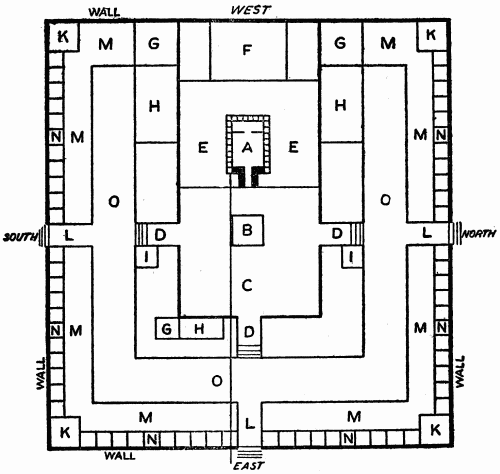 WALL WEST
K M G F G M K
H H
N M E A E M N
O O
SOUTH L D B D L NORTH
I I
C
N M G H D M N
WALL O WALL
K M L M K
N N
WALL EAST